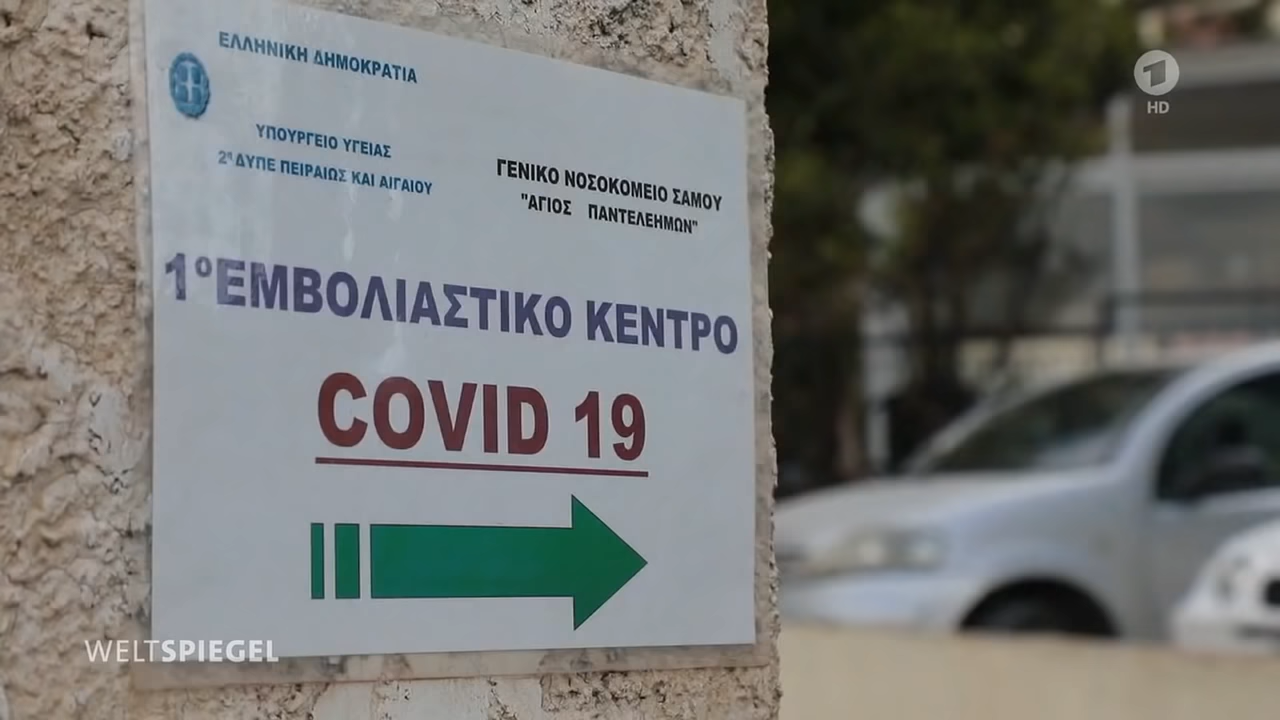 ΕΛΛΗΝΙΚΗ ΔΗΜΟΚΡΑΤΙΑ
ΥΠΟΥΡΓΕΙΟ ΥΓΕΙΑΣ
2η ΔΥΠΕ ΠΕΙΡΑΙΩΣ ΚΑΙ ΑΙΓΑΙΟΥ
ΓΕΝΙΚΟ ΝΟΣΟΚΟΜΕΙΟ ΣΑΜΟΥ
"ΑΓΙΟΣ ΠΑΝΤΕΛΕΗΜΩΝ"
1ο ΕΜΒΟΛΙΑΣΤΙΚΟ ΚΕΝΤΡΟ
COVID 19
1
HD
WELTSPIEGEL